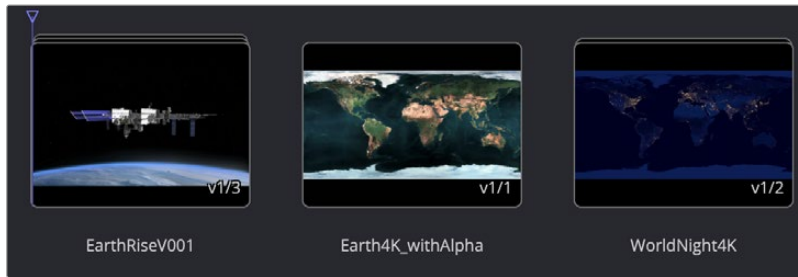 v1/3
v1/1
v1/2
EarthRiseV001
Earth4K_withAlpha
WorldNight4K